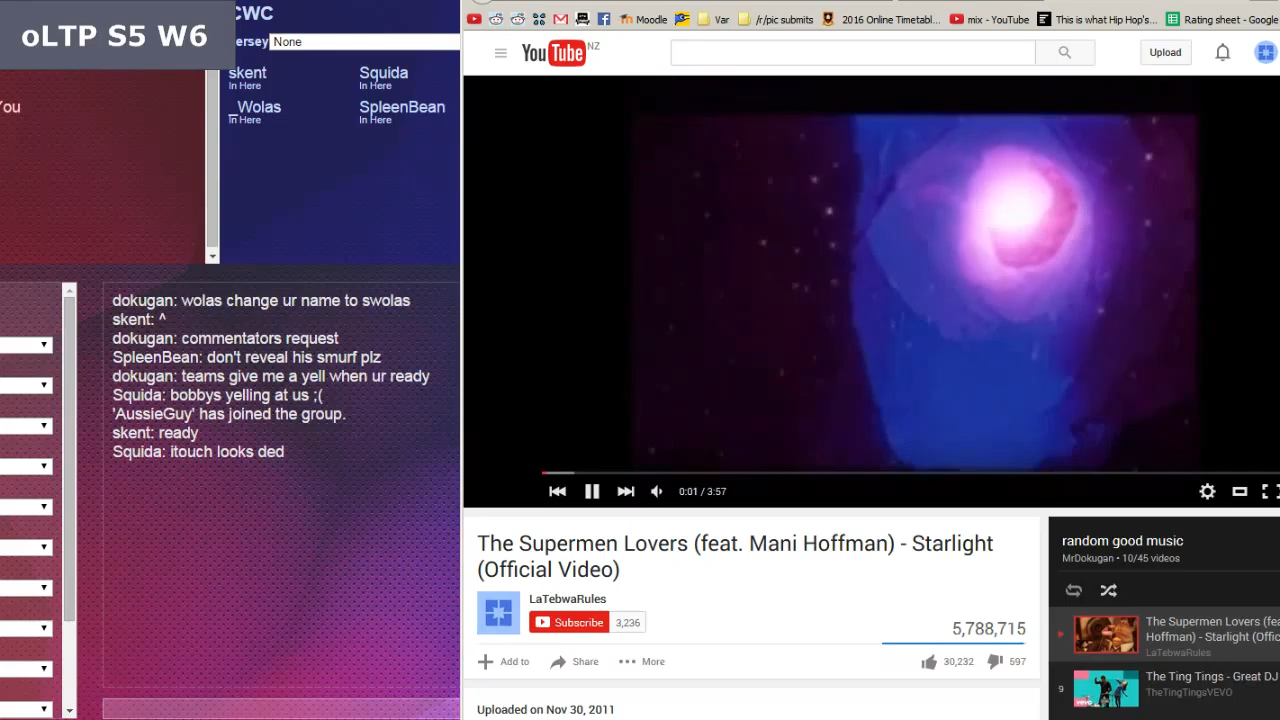 oLTP S5 W6
CWC
Jersey
None
skent
In Here
Squida
In Here
_Wolas
In Here
SpleenBean
In Here
You
dokugan: wolas change ur name to swolas
skent: ^
dokugan: commentators request
SpleenBean: don't reveal his smurf plz
dokugan: teams give me a yell when ur ready
Squida: bobbys yelling at us ;(
'AussieGuy' has joined the group.
skent: ready
Squida: itouch looks ded
Moodle
Var
/r/pic submits
2016 Online Timetabl...
mix - YouTube
This is what Hip Hop's...
Rating sheet - Google
YouTube NZ
Upload
0:01 / 3:57
The Supermen Lovers (feat. Mani Hoffman) - Starlight
(Official Video)
LaTebwaRules
Subscribe
3,236
5,788,715
Add to
Share
More
30,232
597
Uploaded on Nov 30, 2011
random good music
MrDokugan • 10/45 videos
The Supermen Lovers (fea
Hoffman) - Starlight (Offic
LaTebwaRules
9
The Ting Tings - Great DJ
TheTingTingsVEVO